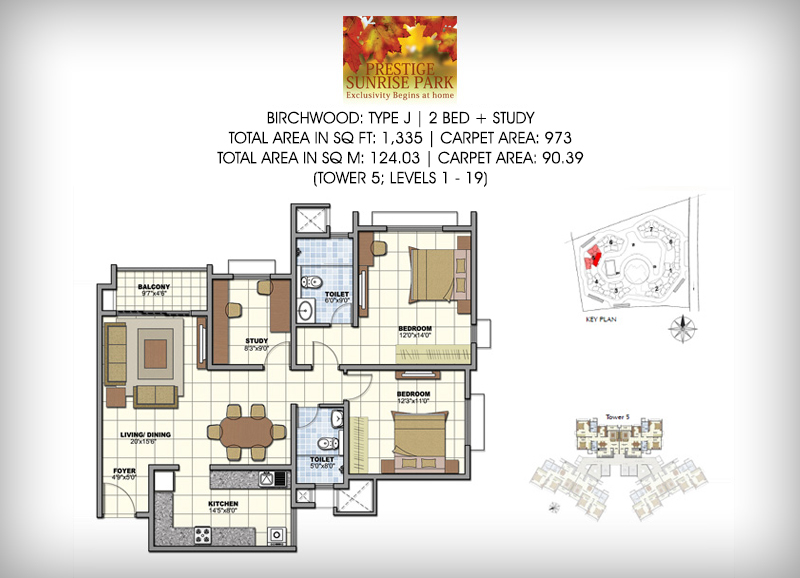 PRESTIGE
SUNRISE PARK
Exclusivity Begins at home
BIRCHWOOD: TYPE J | 2 BED + STUDY
TOTAL AREA IN SQ FT: 1,335 | CARPET AREA: 973
TOTAL AREA IN SQ M: 124.03 | CARPET AREA: 90.39
(TOWER 5; LEVELS 1 - 19)
BALCONY
9'7"x4'6"
TOILET
6'0"x9'0"
BEDROOM
12'0"x14'0"
STUDY
8'3"x9'0"
BEDROOM
12'3"x11'0"
LIVING/ DINING
20'x15'6"
TOILET
5'0"x8'0"
FOYER
4'9"x5'0"
KITCHEN
14'5"x8'0"
KEY PLAN
Tower 5